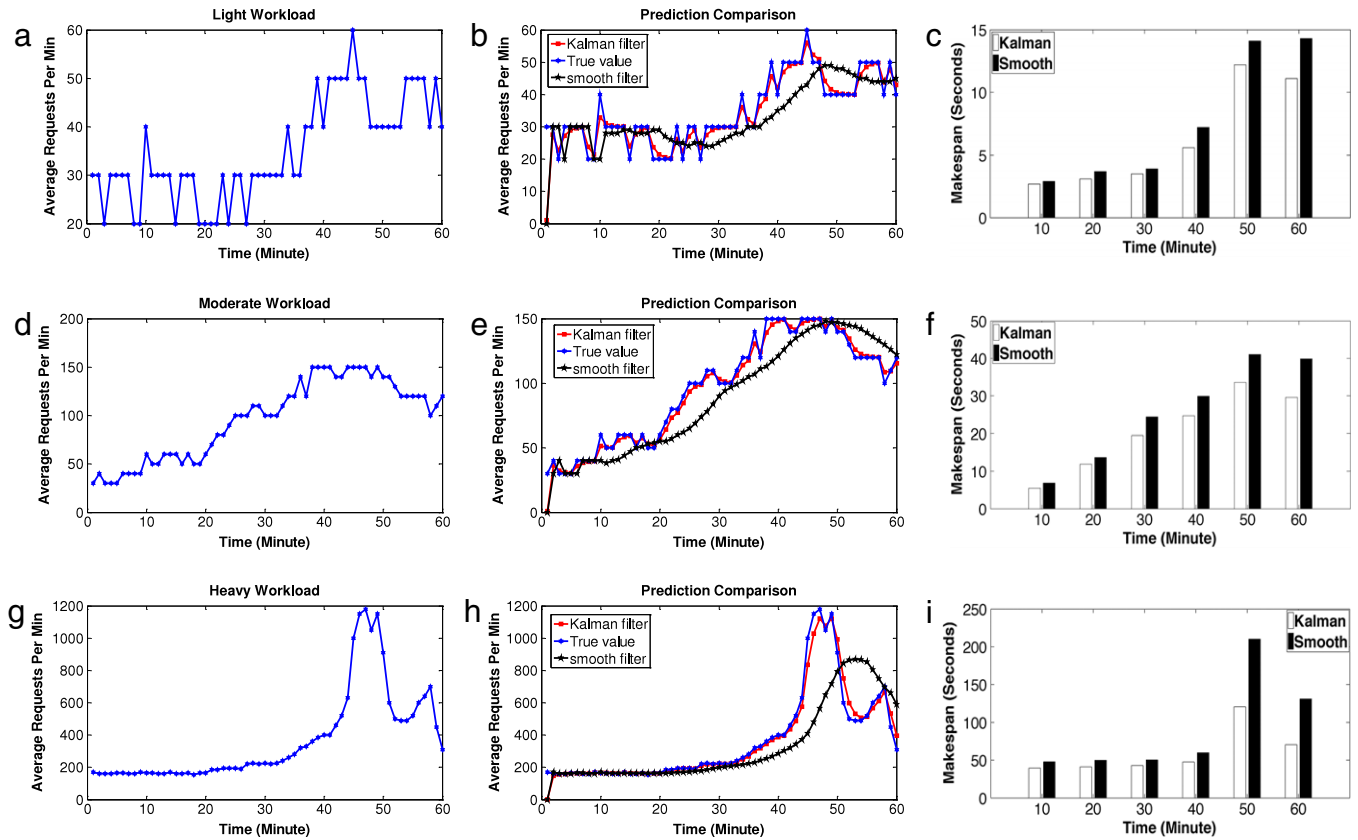 a
Light Workload
Average Requests Per Min
60
50
40
30
20
0 10 20 30 40 50 60
Time (Minute)
b
Prediction Comparison
Average Requests Per Min
60
50
40
30
20
10
0
Kalman filter
True value
smooth filter
0 10 20 30 40 50 60
Time (Minute)
c
Makespan (Seconds)
15
10
5
0
Kalman
Smooth
10 20 30 40 50 60
Time (Minute)
d
Moderate Workload
Average Requests Per Min
200
150
100
50
0
0 10 20 30 40 50 60
Time (Minute)
e
Prediction Comparison
Average Requests Per Min
150
100
50
0
Kalman filter
True value
smooth filter
0 10 20 30 40 50 60
Time (Minute)
f
Makespan (Seconds)
50
40
30
20
10
0
Kalman
Smooth
10 20 30 40 50 60
Time (Minute)
g
Heavy Workload
Average Requests Per Min
1200
1000
800
600
400
200
0
0 10 20 30 40 50 60
Time (Minute)
h
Prediction Comparison
Average Requests Per Min
1200
1000
800
600
400
200
0
Kalman filter
True value
smooth filter
0 10 20 30 40 50 60
Time (Minute)
i
Makespan (Seconds)
250
200
150
100
50
0
Kalman
Smooth
10 20 30 40 50 60
Time (Minute)